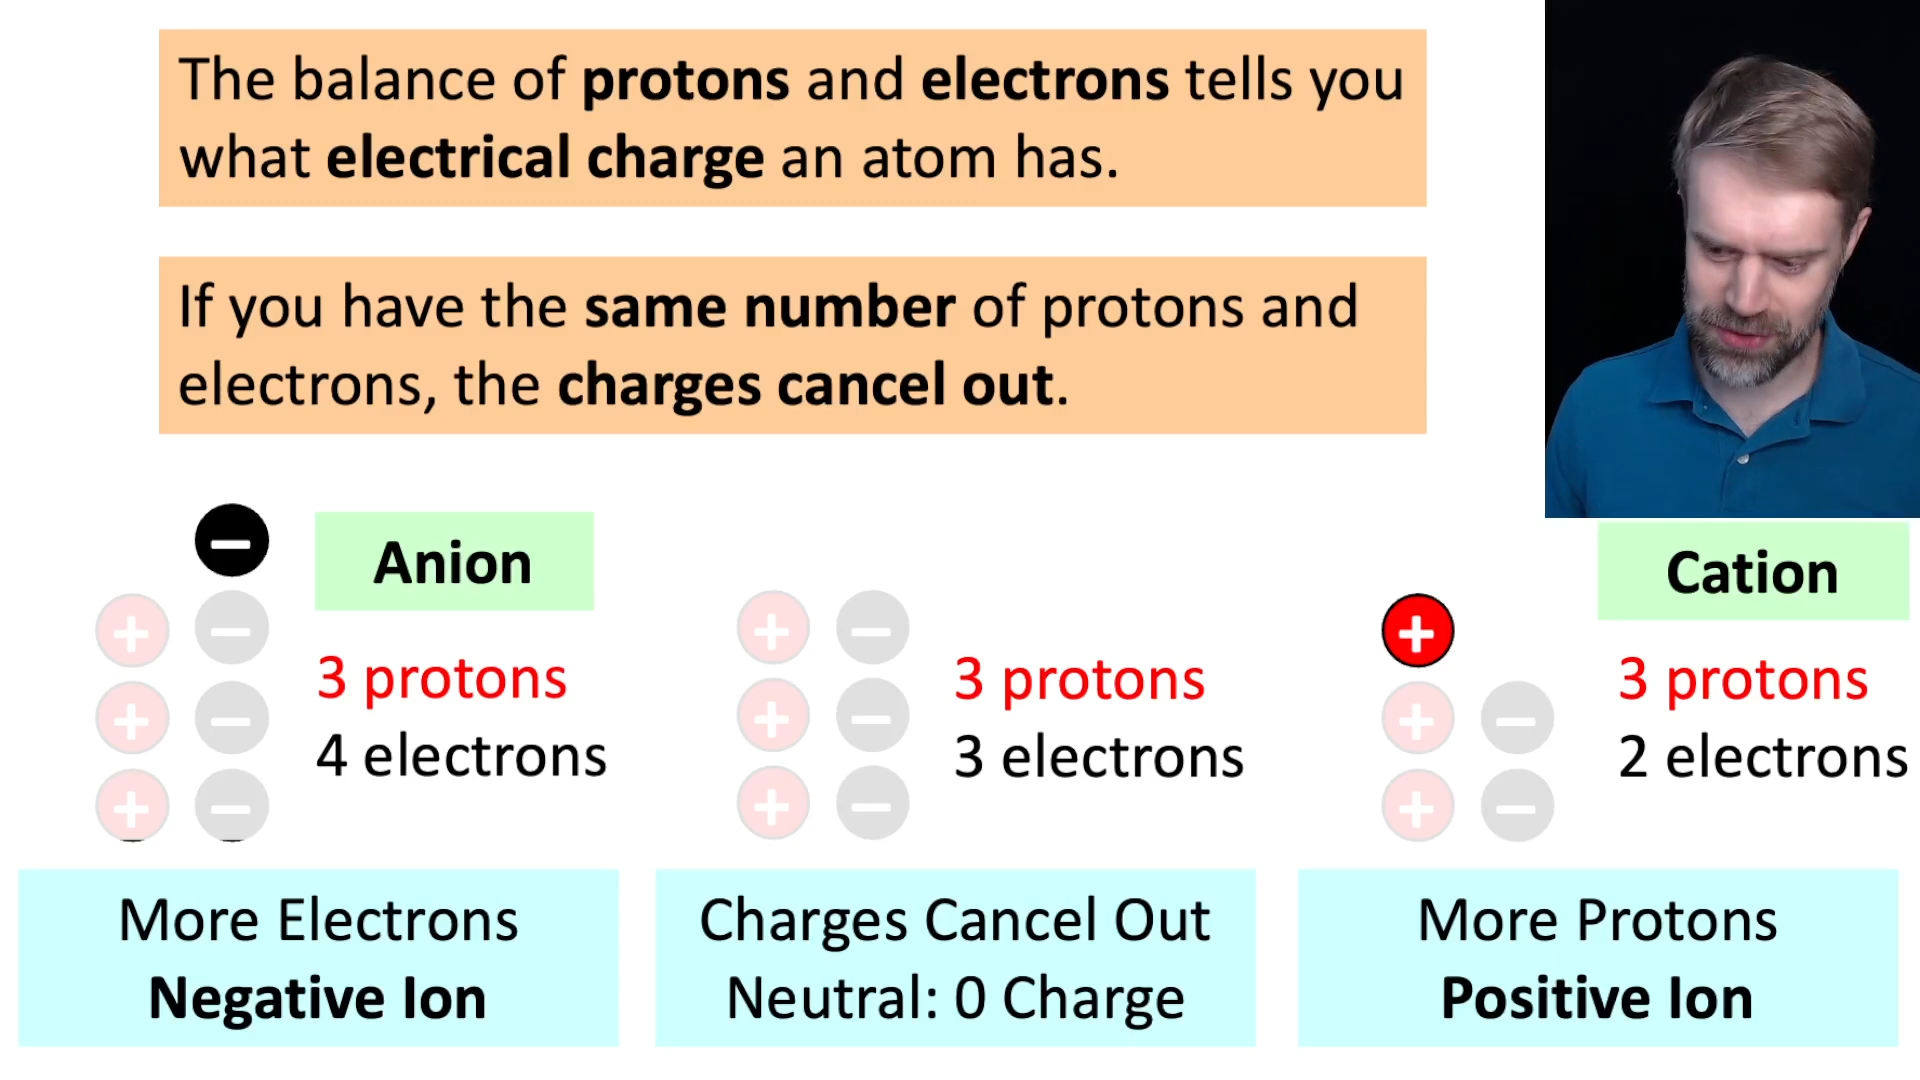 The balance of protons and electrons tells you
what electrical charge an atom has.
If you have the same number of protons and
electrons, the charges cancel out.
Anion
3 protons
4 electrons
More Electrons
Negative Ion
3 protons
3 electrons
Charges Cancel Out
Neutral: 0 Charge
Cation
3 protons
2 electrons
More Protons
Positive Ion